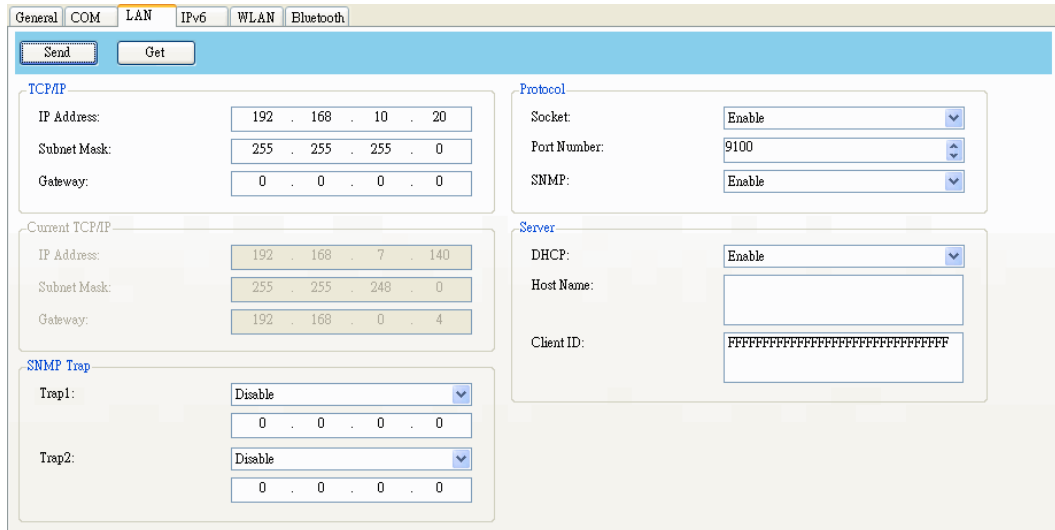 General COM LAN IPv6 WLAN Bluetooth
Send Get
TCP/IP
IP Address: 192 . 168 . 10 . 20
Subnet Mask: 255 . 255 . 255 . 0
Gateway: 0 . 0 . 0 . 0
Current TCP/IP
IP Address: 192 . 168 . 7 . 140
Subnet Mask: 255 . 255 . 248 . 0
Gateway: 192 . 168 . 0 . 4
SNMP Trap
Trap1: Disable
0 . 0 . 0 . 0
Trap2: Disable
0 . 0 . 0 . 0
Protocol
Socket: Enable
Port Number: 9100
SNMP: Enable
Server
DHCP: Enable
Host Name:
Client ID: FFFFFFFFFFFFFFFFFFFFFFFFFFFFFFFF